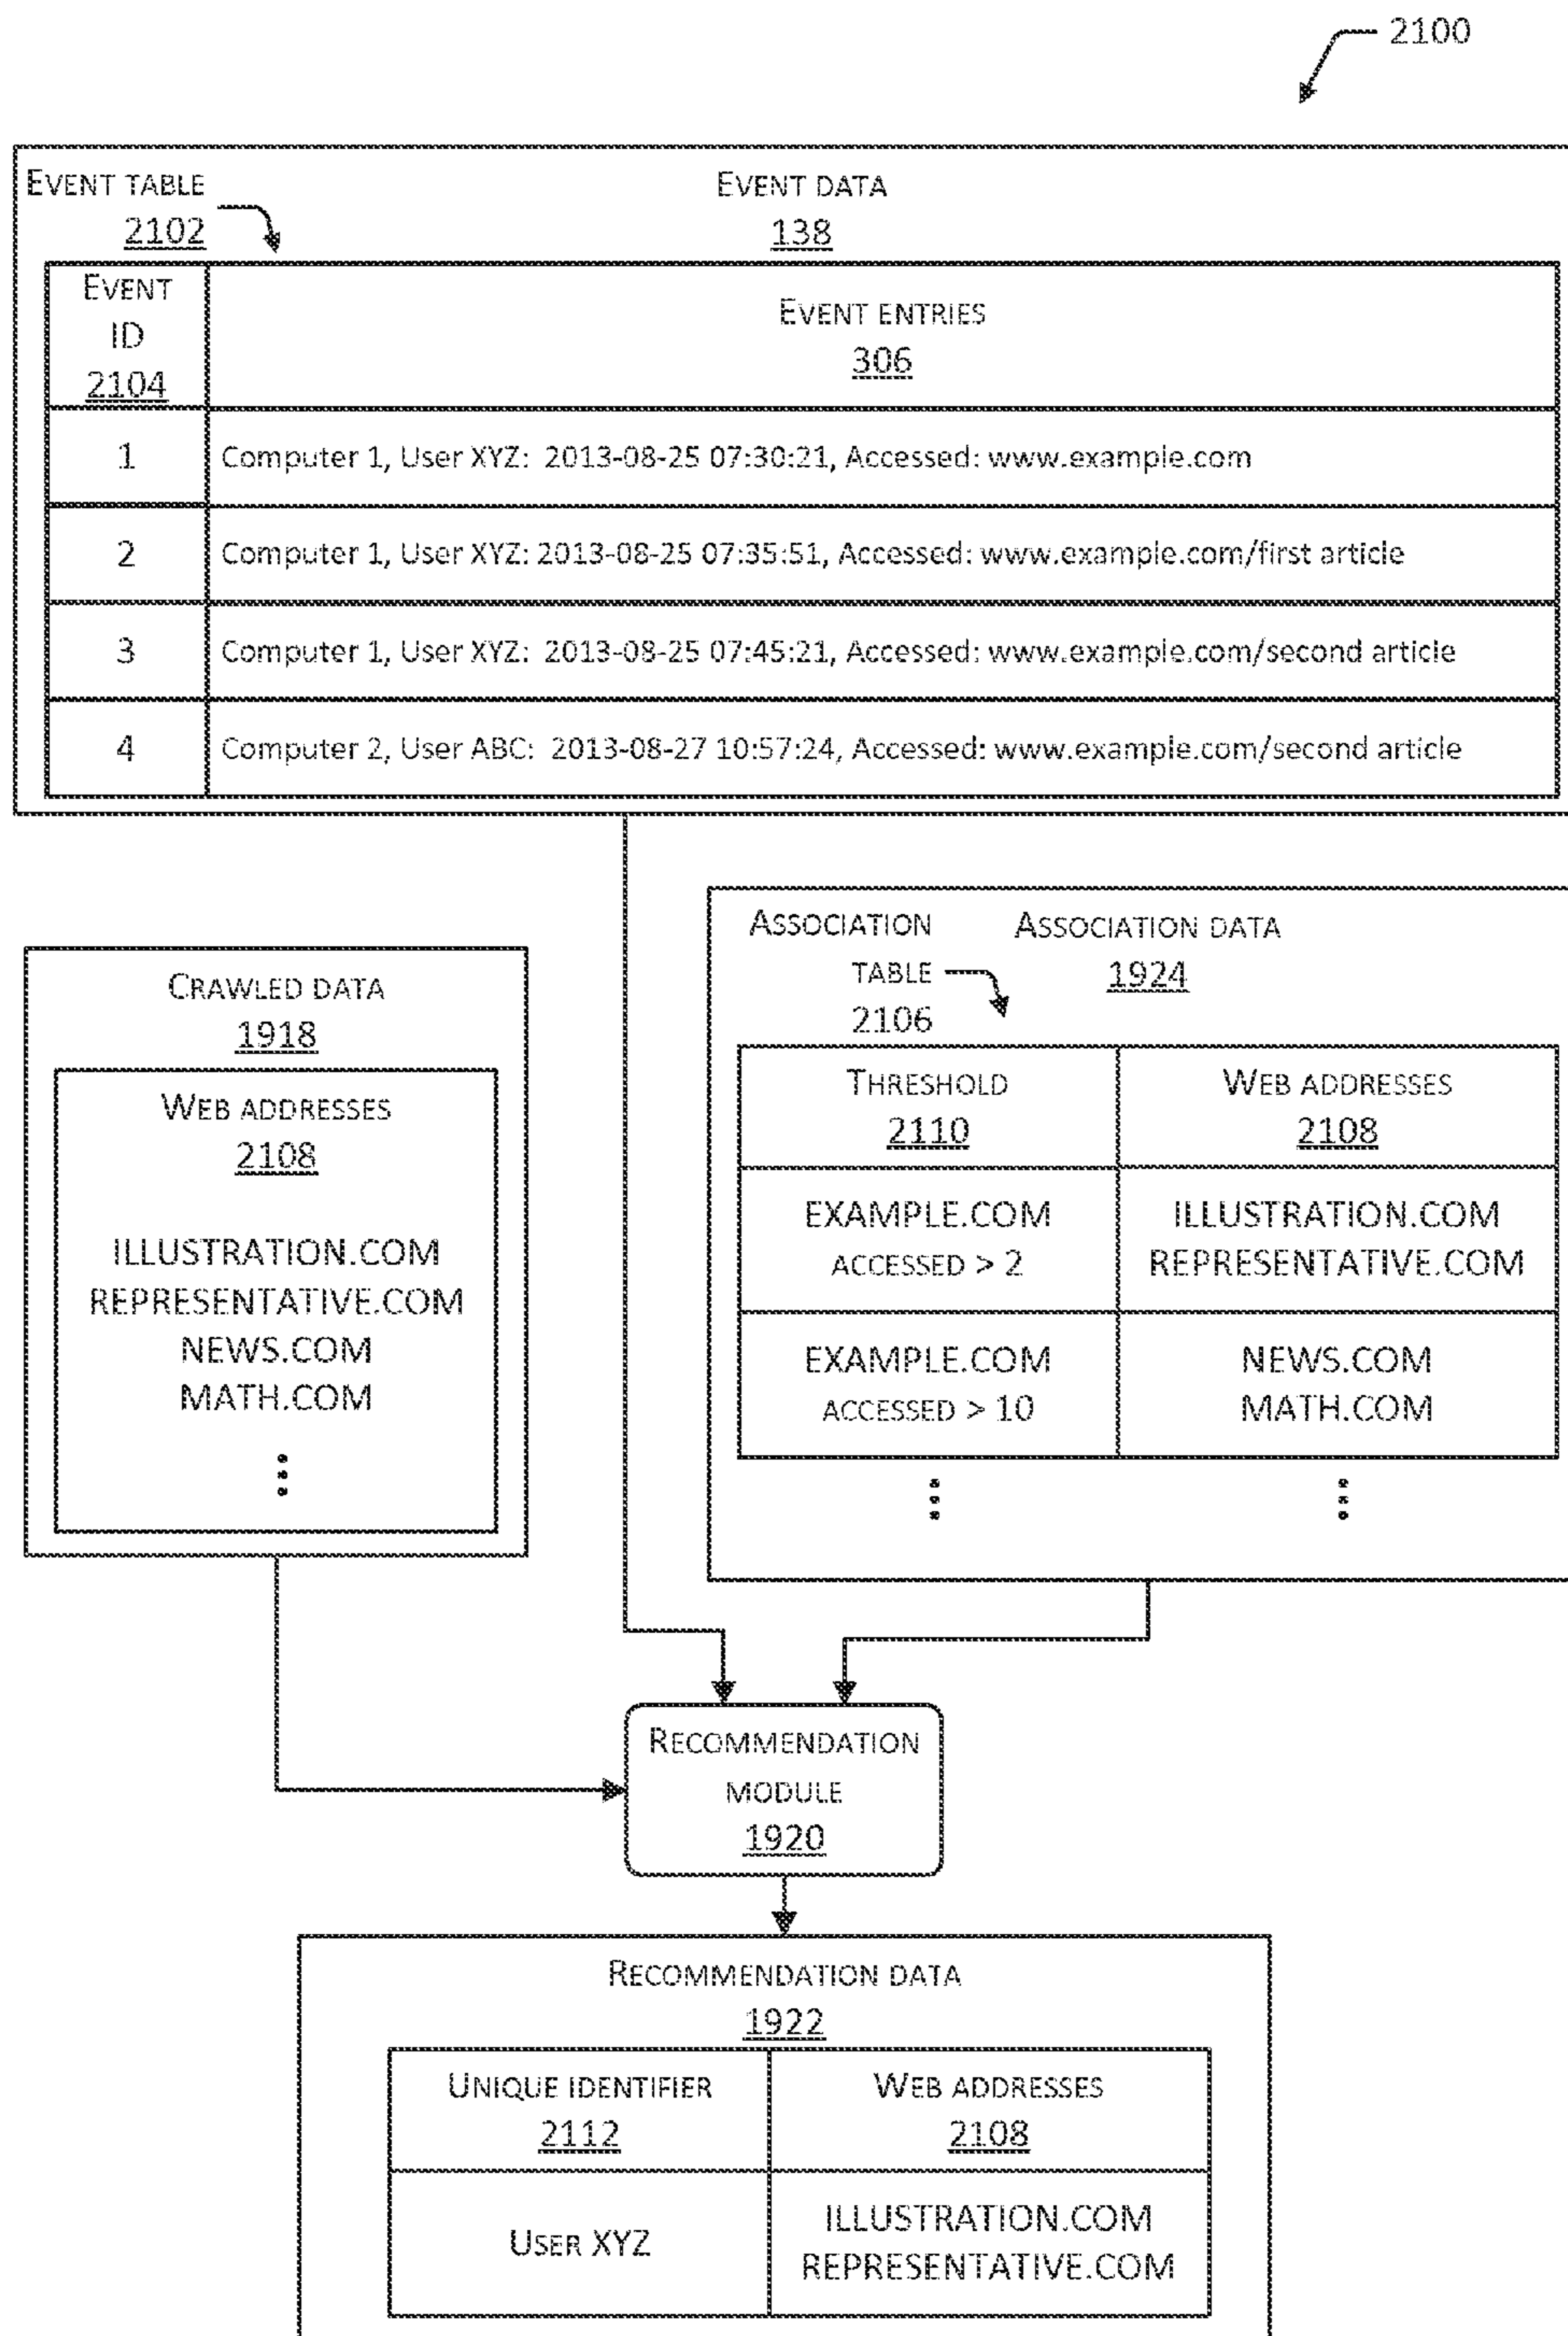 2100
EVENT TABLE
2102
EVENT DATA
138
EVENT
ID
2104
EVENT ENTRIES
306
1
Computer 1, User XYZ: 2013-08-25 07:30:21, Accessed: www.example.com
2
Computer 1, User XYZ: 2013-08-25 07:35:51, Accessed: www.example.com/first article
3
Computer 1, User XYZ: 2013-08-25 07:45:21, Accessed: www.example.com/second article
4
Computer 2, User ABC: 2013-08-27 10:57:24, Accessed: www.example.com/second article
CRAWLED DATA
1918
WEB ADDRESSES
2108
ILLUSTRATION.COM
REPRESENTATIVE.COM
NEWS.COM
MATH.COM
ASSOCIATION
TABLE
2106
ASSOCIATION DATA
1924
THRESHOLD
2110
WEB ADDRESSES
2108
EXAMPLE.COM
ACCESSED > 2
ILLUSTRATION.COM
REPRESENTATIVE.COM
EXAMPLE.COM
ACCESSED > 10
NEWS.COM
MATH.COM
RECOMMENDATION
MODULE
1920
RECOMMENDATION DATA
1922
UNIQUE IDENTIFIER
2112
WEB ADDRESSES
2108
USER XYZ
ILLUSTRATION.COM
REPRESENTATIVE.COM